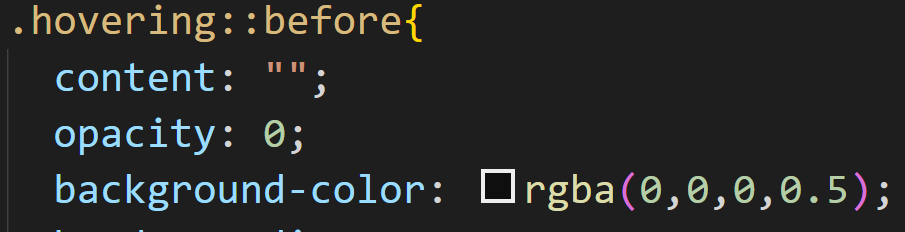 .hovering::before{
content: "";
opacity: 0;
background-color: rgba(0,0,0,0.5);